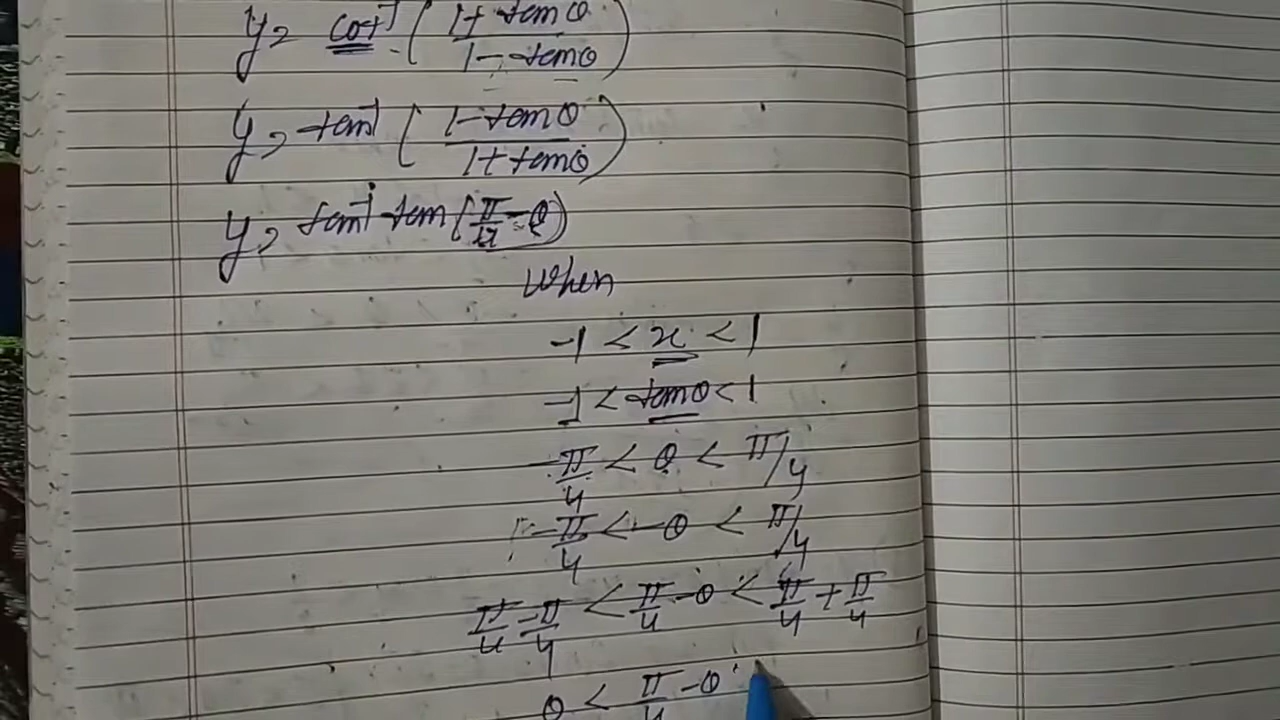 y = cot⁻¹ ( 1 + tanθ / 1 - tanθ )
y = tan⁻¹ ( 1 - tanθ / 1 + tanθ )
y = tan⁻¹ tan ( π/4 - θ )
When
-1 < x < 1
-1 < tanθ < 1
-π/4 < θ < π/4
-π/4 < -θ < π/4
π/4 - π/4 < π/4 - θ < π/4 + π/4
0 < π/4 - θ